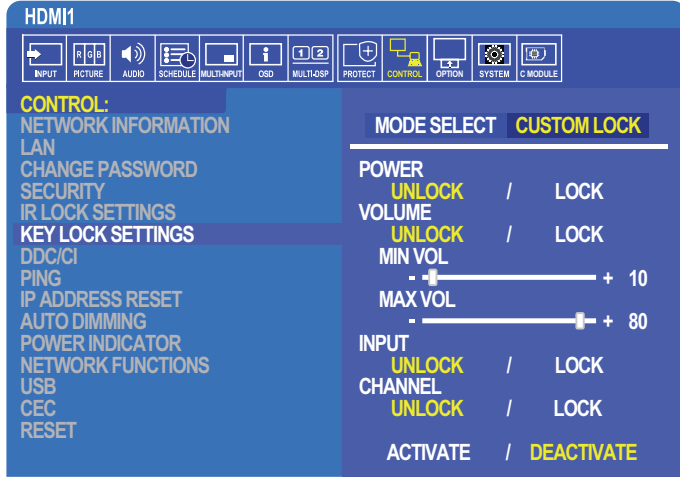 HDMI1
INPUT PICTURE AUDIO SCHEDULE MULTI-INPUT OSD MULTI-DSP PROTECT CONTROL OPTION SYSTEM C MODULE
R G B
1 2
CONTROL:
NETWORK INFORMATION
LAN
CHANGE PASSWORD
SECURITY
IR LOCK SETTINGS
KEY LOCK SETTINGS
DDC/CI
PING
IP ADDRESS RESET
AUTO DIMMING
POWER INDICATOR
NETWORK FUNCTIONS
USB
CEC
RESET
MODE SELECT CUSTOM LOCK
POWER
UNLOCK / LOCK
VOLUME
UNLOCK / LOCK
MIN VOL
- + 10
MAX VOL
- + 80
INPUT
UNLOCK / LOCK
CHANNEL
UNLOCK / LOCK
ACTIVATE / DEACTIVATE